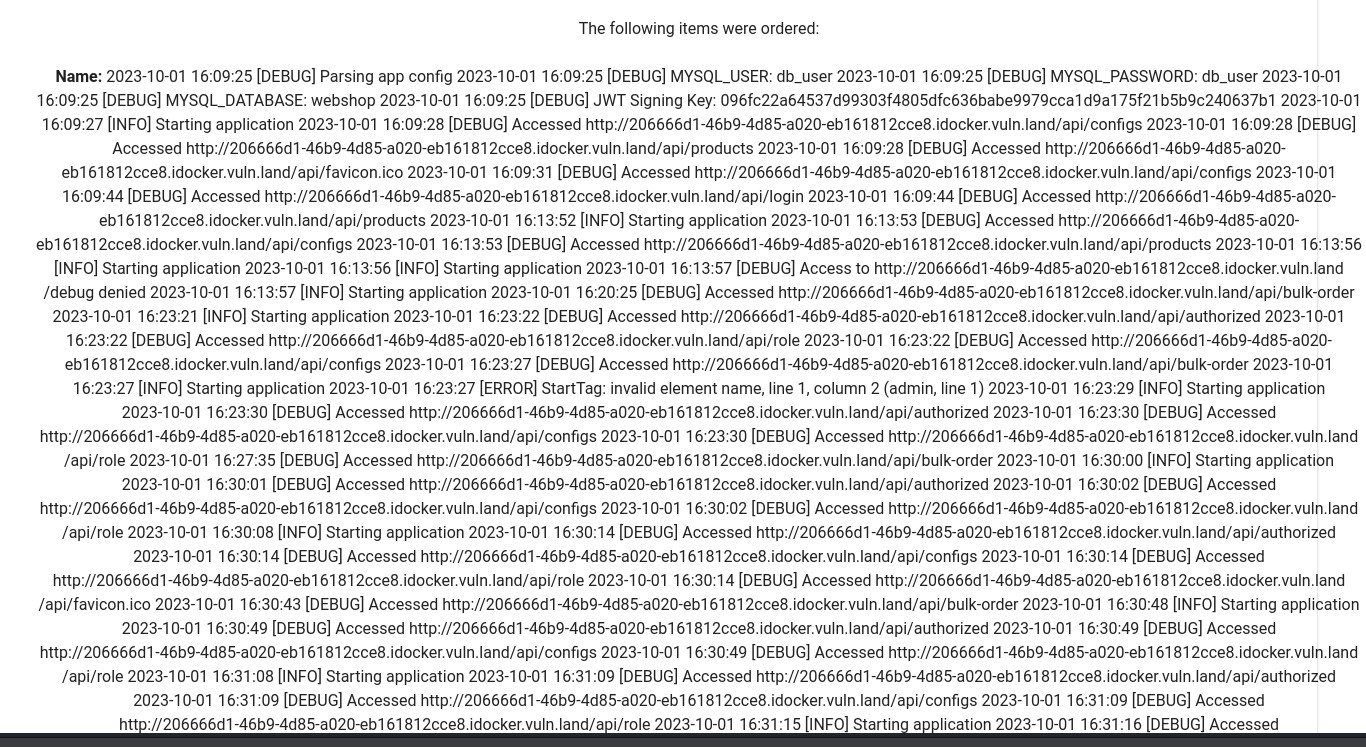 The following items were ordered:
Name: 2023-10-01 16:09:25 [DEBUG] Parsing app config 2023-10-01 16:09:25 [DEBUG] MYSQL_USER: db_user 2023-10-01 16:09:25 [DEBUG] MYSQL_PASSWORD: db_user 2023-10-01
16:09:25 [DEBUG] MYSQL_DATABASE: webshop 2023-10-01 16:09:25 [DEBUG] JWT Signing Key: 096fc22a64537d99303f4805dfc636babe9979cca1d9a175f21b5b9c240637b1 2023-10-01
16:09:27 [INFO] Starting application 2023-10-01 16:09:28 [DEBUG] Accessed http://206666d1-46b9-4d85-a020-eb161812cce8.idocker.vuln.land/api/configs 2023-10-01 16:09:28 [DEBUG]
Accessed http://206666d1-46b9-4d85-a020-eb161812cce8.idocker.vuln.land/api/products 2023-10-01 16:09:28 [DEBUG] Accessed http://206666d1-46b9-4d85-a020-
eb161812cce8.idocker.vuln.land/api/favicon.ico 2023-10-01 16:09:31 [DEBUG] Accessed http://206666d1-46b9-4d85-a020-eb161812cce8.idocker.vuln.land/api/configs 2023-10-01
16:09:44 [DEBUG] Accessed http://206666d1-46b9-4d85-a020-eb161812cce8.idocker.vuln.land/api/login 2023-10-01 16:09:44 [DEBUG] Accessed http://206666d1-46b9-4d85-a020-
eb161812cce8.idocker.vuln.land/api/products 2023-10-01 16:13:52 [INFO] Starting application 2023-10-01 16:13:53 [DEBUG] Accessed http://206666d1-46b9-4d85-a020-
eb161812cce8.idocker.vuln.land/api/configs 2023-10-01 16:13:53 [DEBUG] Accessed http://206666d1-46b9-4d85-a020-eb161812cce8.idocker.vuln.land/api/products 2023-10-01 16:13:56
[INFO] Starting application 2023-10-01 16:13:56 [INFO] Starting application 2023-10-01 16:13:57 [DEBUG] Access to http://206666d1-46b9-4d85-a020-eb161812cce8.idocker.vuln.land
/debug denied 2023-10-01 16:13:57 [INFO] Starting application 2023-10-01 16:20:25 [DEBUG] Accessed http://206666d1-46b9-4d85-a020-eb161812cce8.idocker.vuln.land/api/bulk-order
2023-10-01 16:23:21 [INFO] Starting application 2023-10-01 16:23:22 [DEBUG] Accessed http://206666d1-46b9-4d85-a020-eb161812cce8.idocker.vuln.land/api/authorized 2023-10-01
16:23:22 [DEBUG] Accessed http://206666d1-46b9-4d85-a020-eb161812cce8.idocker.vuln.land/api/role 2023-10-01 16:23:22 [DEBUG] Accessed http://206666d1-46b9-4d85-a020-
eb161812cce8.idocker.vuln.land/api/configs 2023-10-01 16:23:27 [DEBUG] Accessed http://206666d1-46b9-4d85-a020-eb161812cce8.idocker.vuln.land/api/bulk-order 2023-10-01
16:23:27 [INFO] Starting application 2023-10-01 16:23:27 [ERROR] StartTag: invalid element name, line 1, column 2 (admin, line 1) 2023-10-01 16:23:29 [INFO] Starting application
2023-10-01 16:23:30 [DEBUG] Accessed http://206666d1-46b9-4d85-a020-eb161812cce8.idocker.vuln.land/api/authorized 2023-10-01 16:23:30 [DEBUG] Accessed
http://206666d1-46b9-4d85-a020-eb161812cce8.idocker.vuln.land/api/configs 2023-10-01 16:23:30 [DEBUG] Accessed http://206666d1-46b9-4d85-a020-eb161812cce8.idocker.vuln.land
/api/role 2023-10-01 16:27:35 [DEBUG] Accessed http://206666d1-46b9-4d85-a020-eb161812cce8.idocker.vuln.land/api/bulk-order 2023-10-01 16:30:00 [INFO] Starting application
2023-10-01 16:30:01 [DEBUG] Accessed http://206666d1-46b9-4d85-a020-eb161812cce8.idocker.vuln.land/api/authorized 2023-10-01 16:30:02 [DEBUG] Accessed
http://206666d1-46b9-4d85-a020-eb161812cce8.idocker.vuln.land/api/configs 2023-10-01 16:30:02 [DEBUG] Accessed http://206666d1-46b9-4d85-a020-eb161812cce8.idocker.vuln.land
/api/role 2023-10-01 16:30:08 [INFO] Starting application 2023-10-01 16:30:14 [DEBUG] Accessed http://206666d1-46b9-4d85-a020-eb161812cce8.idocker.vuln.land/api/authorized
2023-10-01 16:30:14 [DEBUG] Accessed http://206666d1-46b9-4d85-a020-eb161812cce8.idocker.vuln.land/api/configs 2023-10-01 16:30:14 [DEBUG] Accessed
http://206666d1-46b9-4d85-a020-eb161812cce8.idocker.vuln.land/api/role 2023-10-01 16:30:14 [DEBUG] Accessed http://206666d1-46b9-4d85-a020-eb161812cce8.idocker.vuln.land
/api/favicon.ico 2023-10-01 16:30:43 [DEBUG] Accessed http://206666d1-46b9-4d85-a020-eb161812cce8.idocker.vuln.land/api/bulk-order 2023-10-01 16:30:48 [INFO] Starting application
2023-10-01 16:30:49 [DEBUG] Accessed http://206666d1-46b9-4d85-a020-eb161812cce8.idocker.vuln.land/api/authorized 2023-10-01 16:30:49 [DEBUG] Accessed
http://206666d1-46b9-4d85-a020-eb161812cce8.idocker.vuln.land/api/configs 2023-10-01 16:30:49 [DEBUG] Accessed http://206666d1-46b9-4d85-a020-eb161812cce8.idocker.vuln.land
/api/role 2023-10-01 16:31:08 [INFO] Starting application 2023-10-01 16:31:09 [DEBUG] Accessed http://206666d1-46b9-4d85-a020-eb161812cce8.idocker.vuln.land/api/authorized
2023-10-01 16:31:09 [DEBUG] Accessed http://206666d1-46b9-4d85-a020-eb161812cce8.idocker.vuln.land/api/configs 2023-10-01 16:31:09 [DEBUG] Accessed
http://206666d1-46b9-4d85-a020-eb161812cce8.idocker.vuln.land/api/role 2023-10-01 16:31:15 [INFO] Starting application 2023-10-01 16:31:16 [DEBUG] Accessed